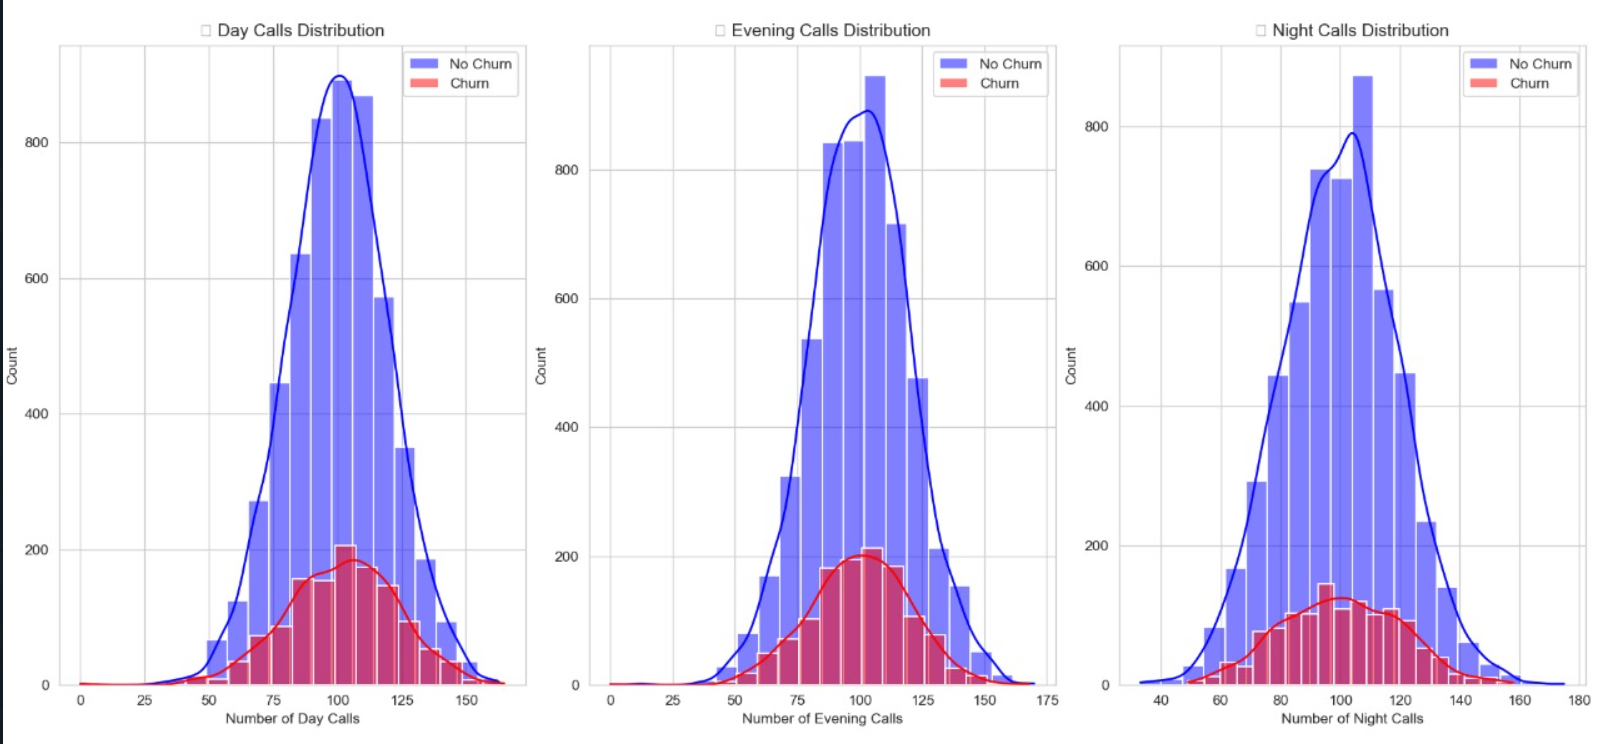 ▯ Day Calls Distribution
No Churn
Churn
800
600
400
200
0
Count
0 25 50 75 100 125 150
Number of Day Calls
▯ Evening Calls Distribution
No Churn
Churn
800
600
400
200
0
Count
0 25 50 75 100 125 150 175
Number of Evening Calls
▯ Night Calls Distribution
No Churn
Churn
800
600
400
200
0
Count
40 60 80 100 120 140 160 180
Number of Night Calls